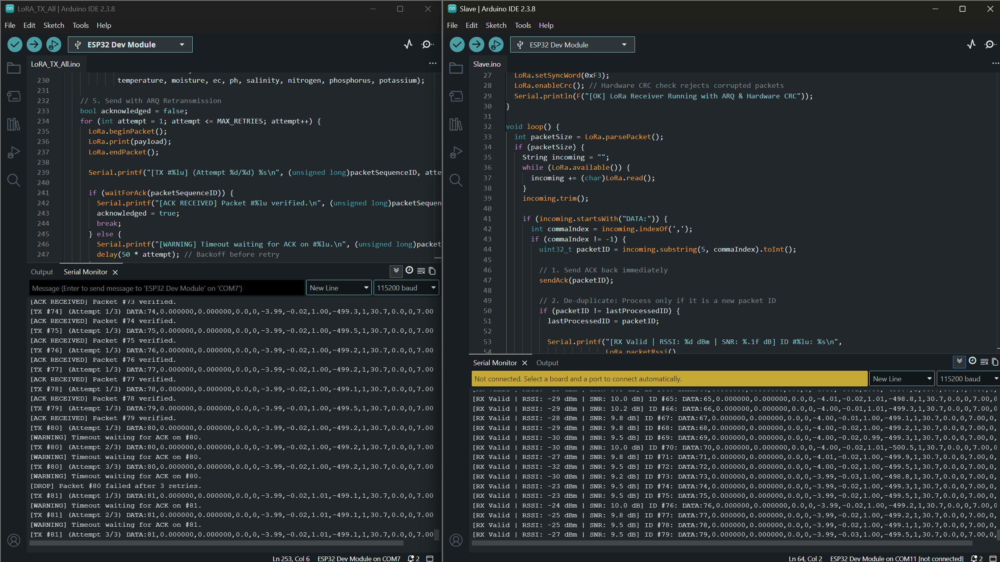 LoRA_TX_All | Arduino IDE 2.3.8
File Edit Sketch Tools Help
ESP32 Dev Module
LoRA_TX_All.ino
230 temperature, moisture, ec, ph, salinity, nitrogen, phosphorus, potassium);
231
232 // 5. Send with ARQ Retransmission
233 bool acknowledged = false;
234 for (int attempt = 1; attempt <= MAX_RETRIES; attempt++) {
235 LoRa.beginPacket();
236 LoRa.print(payload);
237 LoRa.endPacket();
238
239 Serial.printf("[TX #%lu] (Attempt %d/%d) %s\n", (unsigned long)packetSequenceID, atte
240
241 if (waitForAck(packetSequenceID)) {
242 Serial.printf("[ACK RECEIVED] Packet #%lu verified.\n", (unsigned long)packetSequen
243 acknowledged = true;
244 break;
245 } else {
246 Serial.printf("[WARNING] Timeout waiting for ACK on #%lu.\n", (unsigned long)packet
247 delay(50 * attempt); // Backoff before retry
Output Serial Monitor
Message (Enter to send message to 'ESP32 Dev Module' on 'COM7')
New Line
115200 baud
[ACK RECEIVED] Packet #73 verified.
[TX #74] (Attempt 1/3) DATA:74,0.000000,0.000000,0.0,0,-3.99,-0.02,1.00,-499.3,1,30.7,0.0,0,7.00
[ACK RECEIVED] Packet #74 verified.
[TX #75] (Attempt 1/3) DATA:75,0.000000,0.000000,0.0,0,-3.99,-0.02,1.00,-499.5,1,30.7,0.0,0,7.00
[ACK RECEIVED] Packet #75 verified.
[TX #76] (Attempt 1/3) DATA:76,0.000000,0.000000,0.0,0,-3.99,-0.02,1.00,-499.2,1,30.7,0.0,0,7.00
[ACK RECEIVED] Packet #76 verified.
[TX #77] (Attempt 1/3) DATA:77,0.000000,0.000000,0.0,0,-3.99,-0.02,1.00,-499.2,1,30.7,0.0,0,7.00
[ACK RECEIVED] Packet #77 verified.
[TX #78] (Attempt 1/3) DATA:78,0.000000,0.000000,0.0,0,-3.99,-0.02,1.00,-499.1,1,30.7,0.0,0,7.00
[ACK RECEIVED] Packet #78 verified.
[TX #79] (Attempt 1/3) DATA:79,0.000000,0.000000,0.0,0,-3.99,-0.03,1.00,-499.5,1,30.7,0.0,0,7.00
[ACK RECEIVED] Packet #79 verified.
[TX #80] (Attempt 1/3) DATA:80,0.000000,0.000000,0.0,0,-3.99,-0.02,1.00,-499.2,1,30.7,0.0,0,7.00
[WARNING] Timeout waiting for ACK on #80.
[TX #80] (Attempt 2/3) DATA:80,0.000000,0.000000,0.0,0,-3.99,-0.02,1.00,-499.2,1,30.7,0.0,0,7.00
[WARNING] Timeout waiting for ACK on #80.
[TX #80] (Attempt 3/3) DATA:80,0.000000,0.000000,0.0,0,-3.99,-0.02,1.00,-499.2,1,30.7,0.0,0,7.00
[WARNING] Timeout waiting for ACK on #80.
[DROP] Packet #80 failed after 3 retries.
[TX #81] (Attempt 1/3) DATA:81,0.000000,0.000000,0.0,0,-3.99,-0.02,1.01,-499.1,1,30.7,0.0,0,7.00
[WARNING] Timeout waiting for ACK on #81.
[TX #81] (Attempt 2/3) DATA:81,0.000000,0.000000,0.0,0,-3.99,-0.02,1.01,-499.1,1,30.7,0.0,0,7.00
[WARNING] Timeout waiting for ACK on #81.
[TX #81] (Attempt 3/3) DATA:81,0.000000,0.000000,0.0,0,-3.99,-0.02,1.01,-499.1,1,30.7,0.0,0,7.00
Ln 253, Col 6 ESP32 Dev Module on COM7 2
Slave | Arduino IDE 2.3.8
File Edit Sketch Tools Help
ESP32 Dev Module
Slave.ino
27 LoRa.setSyncWord(0xF3);
28 LoRa.enableCrc(); // Hardware CRC check rejects corrupted packets
29 Serial.println(F("[OK] LoRa Receiver Running with ARQ & Hardware CRC"));
30 }
31
32 void loop() {
33 int packetSize = LoRa.parsePacket();
34 if (packetSize) {
35 String incoming = "";
36 while (LoRa.available()) {
37 incoming += (char)LoRa.read();
38 }
39 incoming.trim();
40
41 if (incoming.startsWith("DATA:")) {
42 int commaIndex = incoming.indexOf(',');
43 if (commaIndex != -1) {
44 uint32_t packetID = incoming.substring(5, commaIndex).toInt();
45
46 // 1. Send ACK back immediately
47 sendAck(packetID);
48
49 // 2. De-duplicate: Process only if it is a new packet ID
50 if (packetID != lastProcessedID) {
51 lastProcessedID = packetID;
52
53 Serial.printf("[RX Valid | RSSI: %d dBm | SNR: %.1f dB] ID #%lu: %s\n",
54 LoRa.packetRssi()
Serial Monitor Output
Not connected. Select a board and a port to connect automatically.
New Line
115200 baud
[RX Valid | RSSI: -29 dBm | SNR: 10.0 dB] ID #65: DATA:65,0.000000,0.000000,0.0,0,-4.01,-0.02,1.01,-498.8,1,30.7,0.0,0,7.00,0
[RX Valid | RSSI: -29 dBm | SNR: 10.2 dB] ID #66: DATA:66,0.000000,0.000000,0.0,0,-4.00,-0.01,1.01,-499.3,1,30.7,0.0,0,7.00,0
[RX Valid | RSSI: -28 dBm | SNR: 9.8 dB] ID #67: DATA:67,0.000000,0.000000,0.0,0,-4.00,-0.01,1.00,-499.1,1,30.7,0.0,0,7.00,0,
[RX Valid | RSSI: -29 dBm | SNR: 9.8 dB] ID #68: DATA:68,0.000000,0.000000,0.0,0,-4.00,-0.02,1.01,-499.2,1,30.7,0.0,0,7.00,0,
[RX Valid | RSSI: -30 dBm | SNR: 9.5 dB] ID #69: DATA:69,0.000000,0.000000,0.0,0,-4.00,-0.02,0.99,-499.3,1,30.7,0.0,0,7.00,0,
[RX Valid | RSSI: -30 dBm | SNR: 10.0 dB] ID #70: DATA:70,0.000000,0.000000,0.0,0,-4.00,-0.02,1.01,-500.5,1,30.7,0.0,0,7.00,0
[RX Valid | RSSI: -27 dBm | SNR: 9.8 dB] ID #71: DATA:71,0.000000,0.000000,0.0,0,-4.01,-0.02,1.00,-499.9,1,30.7,0.0,0,7.00,0,
[RX Valid | RSSI: -32 dBm | SNR: 9.5 dB] ID #72: DATA:72,0.000000,0.000000,0.0,0,-4.00,-0.02,1.00,-499.5,1,30.7,0.0,0,7.00,0,
[RX Valid | RSSI: -30 dBm | SNR: 9.2 dB] ID #73: DATA:73,0.000000,0.000000,0.0,0,-3.99,-0.03,1.00,-498.8,1,30.7,0.0,0,7.00,0,
[RX Valid | RSSI: -23 dBm | SNR: 9.5 dB] ID #74: DATA:74,0.000000,0.000000,0.0,0,-3.99,-0.02,1.00,-499.3,1,30.7,0.0,0,7.00,0,
[RX Valid | RSSI: -23 dBm | SNR: 9.5 dB] ID #75: DATA:75,0.000000,0.000000,0.0,0,-3.99,-0.02,1.00,-499.5,1,30.7,0.0,0,7.00,0,
[RX Valid | RSSI: -24 dBm | SNR: 10.0 dB] ID #76: DATA:76,0.000000,0.000000,0.0,0,-3.99,-0.02,1.00,-499.2,1,30.7,0.0,0,7.00,0
[RX Valid | RSSI: -25 dBm | SNR: 9.8 dB] ID #77: DATA:77,0.000000,0.000000,0.0,0,-3.99,-0.02,1.00,-499.2,1,30.7,0.0,0,7.00,0,
[RX Valid | RSSI: -25 dBm | SNR: 9.5 dB] ID #78: DATA:78,0.000000,0.000000,0.0,0,-3.99,-0.02,1.00,-499.1,1,30.7,0.0,0,7.00,0,
[RX Valid | RSSI: -27 dBm | SNR: 9.5 dB] ID #79: DATA:79,0.000000,0.000000,0.0,0,-3.99,-0.03,1.00,-499.5,1,30.7,0.0,0,7.00,0,
Ln 64, Col 2 ESP32 Dev Module on COM11 [not connected] 2